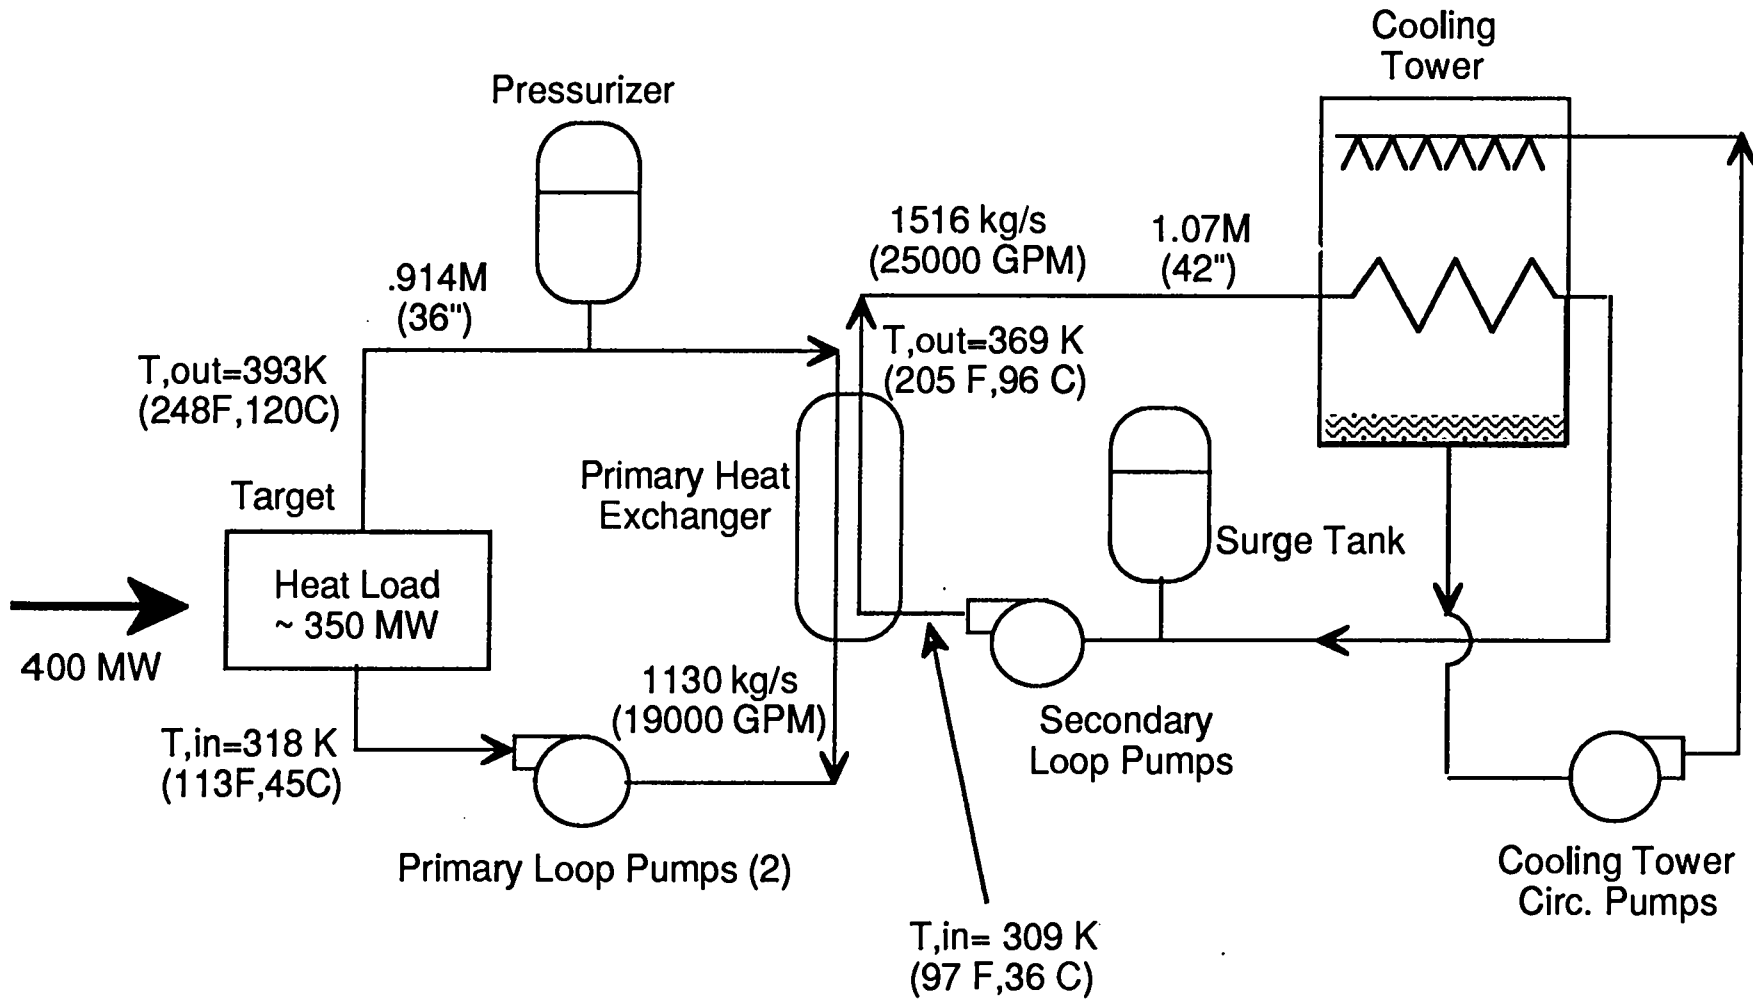 Cooling
Tower
Pressurizer
1516 kg/s
(25000 GPM)
1.07M
(42")
.914M
(36")
T,out=393K
(248F,120C)
T,out=369 K
(205 F,96 C)
Target
Primary Heat
Exchanger
Surge Tank
Heat Load
~ 350 MW
400 MW
1130 kg/s
(19000 GPM)
T,in=318 K
(113F,45C)
Secondary
Loop Pumps
Primary Loop Pumps (2)
Cooling Tower
Circ. Pumps
T,in= 309 K
(97 F,36 C)